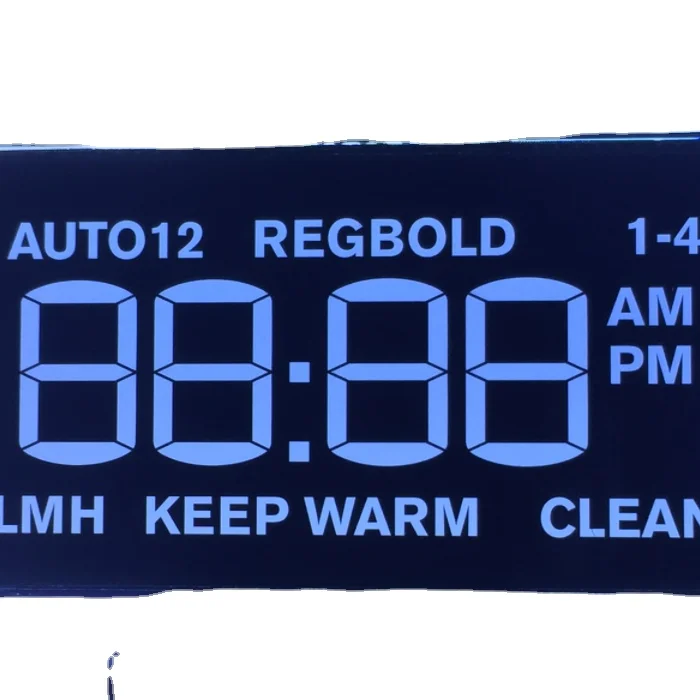 AUTO12 REGBOLD 1-4
88:88 AM
PM
LMH KEEP WARM CLEAN